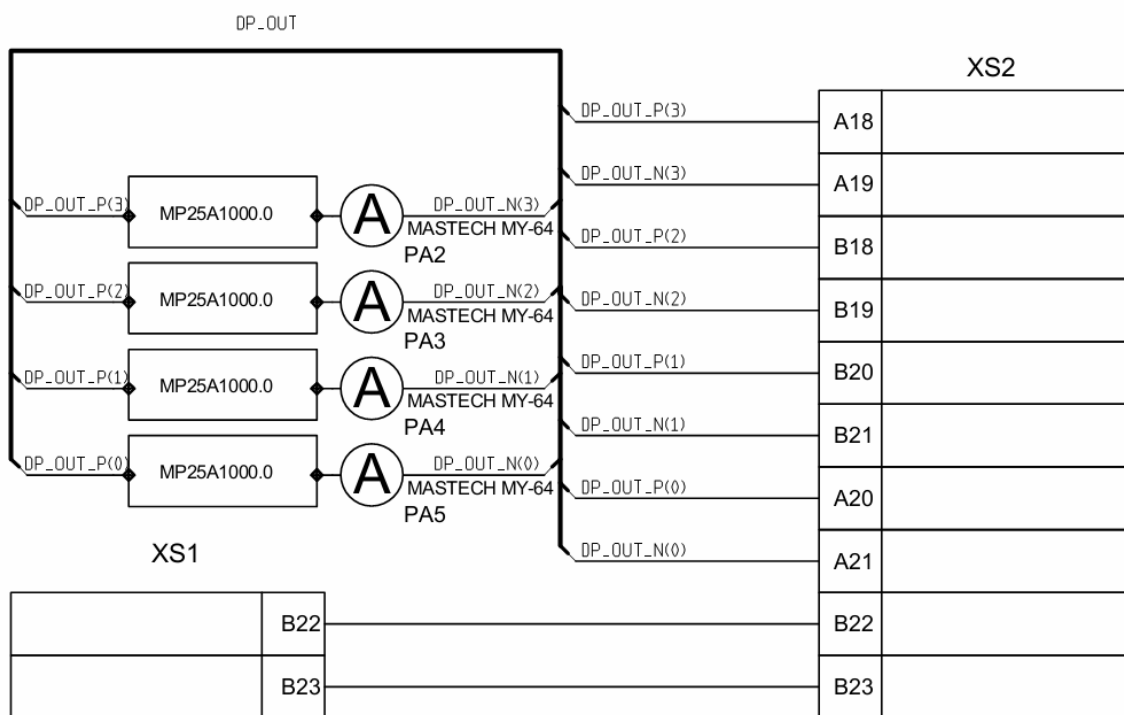 DP_OUT
XS2
DP_OUT_P(3)
A18
DP_OUT_N(3)
A19
DP_OUT_P(3)
MP25A1000.0
A
DP_OUT_N(3)
MASTECH MY-64
PA2
DP_OUT_P(2)
B18
DP_OUT_P(2)
MP25A1000.0
A
DP_OUT_N(2)
MASTECH MY-64
PA3
DP_OUT_N(2)
B19
DP_OUT_P(1)
B20
DP_OUT_P(1)
MP25A1000.0
A
DP_OUT_N(1)
MASTECH MY-64
PA4
DP_OUT_N(1)
B21
DP_OUT_P(0)
MP25A1000.0
A
DP_OUT_N(0)
MASTECH MY-64
PA5
DP_OUT_P(0)
A20
DP_OUT_N(0)
A21
XS1
B22
B22
B23
B23